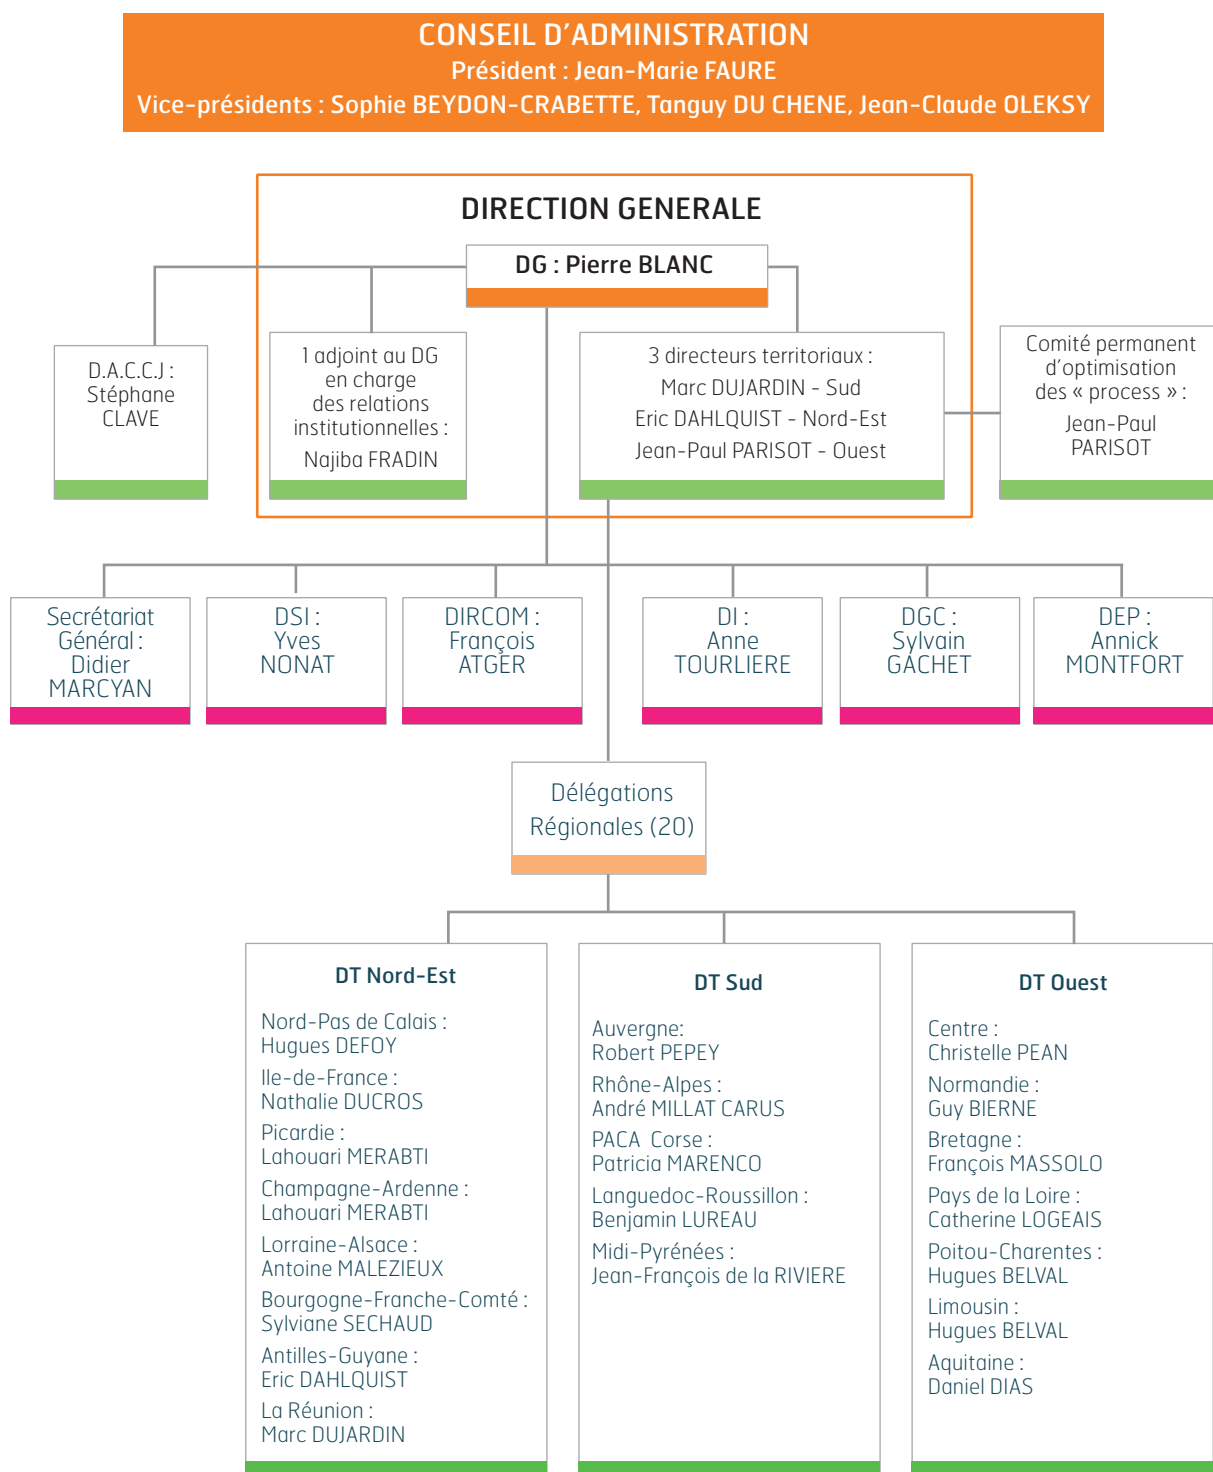 CONSEIL D'ADMINISTRATION
Président : Jean-Marie FAURE
Vice-présidents : Sophie BEYDON-CRABETTE, Tanguy DU CHENE, Jean-Claude OLEKSY
DIRECTION GENERALE
DG : Pierre BLANC
D.A.C.C.J :
Stéphane
CLAVE
1 adjoint au DG
en charge
des relations
institutionnelles :
Najiba FRADIN
3 directeurs territoriaux :
Marc DUJARDIN - Sud
Eric DAHLQUIST - Nord-Est
Jean-Paul PARISOT - Ouest
Comité permanent
d'optimisation
des « process » :
Jean-Paul
PARISOT
Secrétariat
Général :
Didier
MARCYAN
DSI :
Yves
NONAT
DIRCOM :
François
ATGER
DI :
Anne
TOURLIERE
DGC :
Sylvain
GACHET
DEP :
Annick
MONTFORT
Délégations
Régionales (20)
DT Nord-Est
Nord-Pas de Calais :
Hugues DEFOY
Ile-de-France :
Nathalie DUCROS
Picardie :
Lahouari MERABTI
Champagne-Ardenne :
Lahouari MERABTI
Lorraine-Alsace :
Antoine MALEZIEUX
Bourgogne-Franche-Comté :
Sylviane SECHAUD
Antilles-Guyane :
Eric DAHLQUIST
La Réunion :
Marc DUJARDIN
DT Sud
Auvergne:
Robert PEPEY
Rhône-Alpes :
André MILLAT CARUS
PACA Corse :
Patricia MARENCO
Languedoc-Roussillon :
Benjamin LUREAU
Midi-Pyrénées :
Jean-François de la RIVIERE
DT Ouest
Centre :
Christelle PEAN
Normandie :
Guy BIERNE
Bretagne :
François MASSOLO
Pays de la Loire :
Catherine LOGEAIS
Poitou-Charentes :
Hugues BELVAL
Limousin :
Hugues BELVAL
Aquitaine :
Daniel DIAS